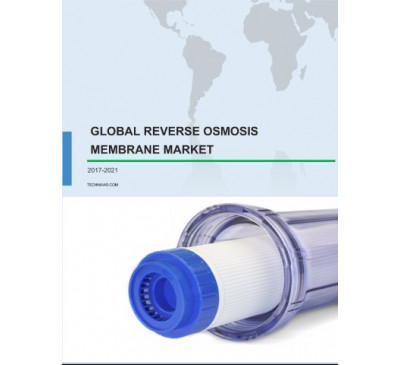 GLOBAL REVERSE OSMOSIS
MEMBRANE MARKET
2017-2021
TECHNAVIO.COM